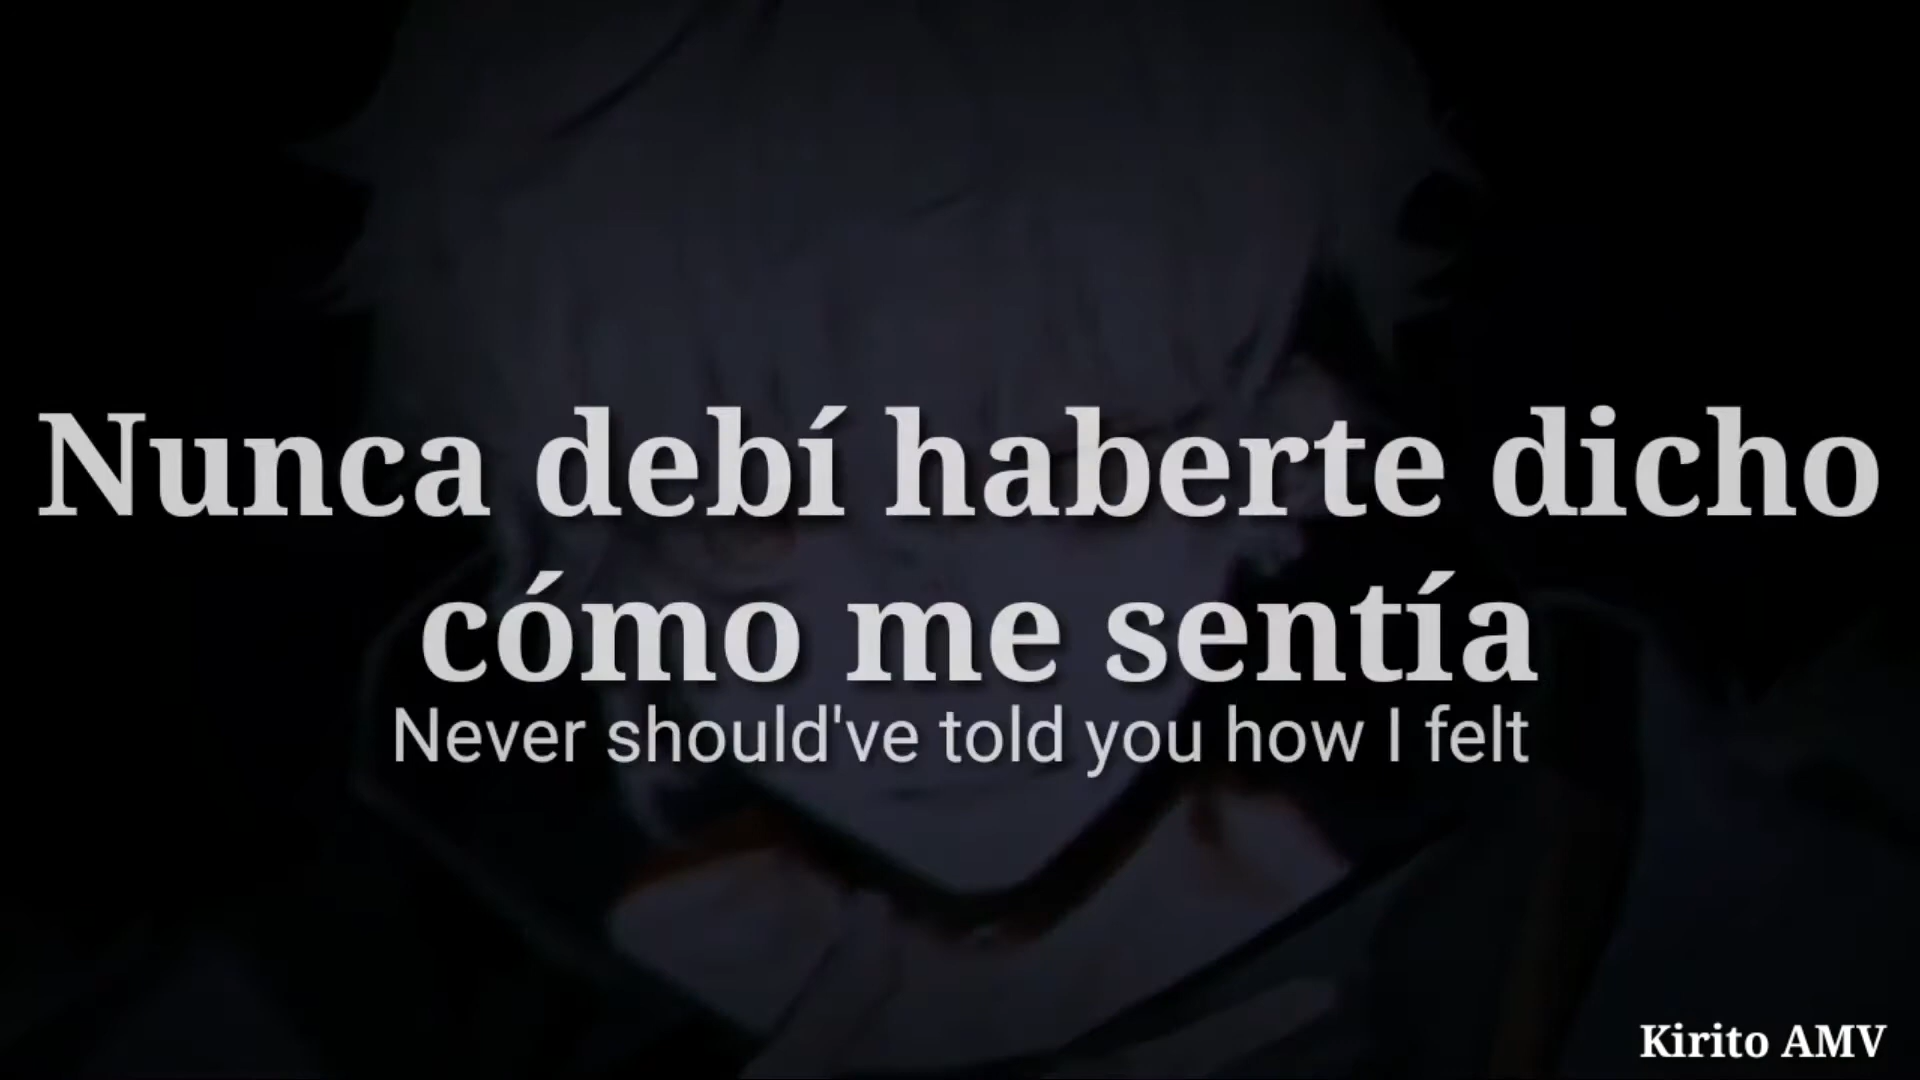 Nunca debí haberte dicho
cómo me sentía
Never should've told you how I felt
Kirito AMV